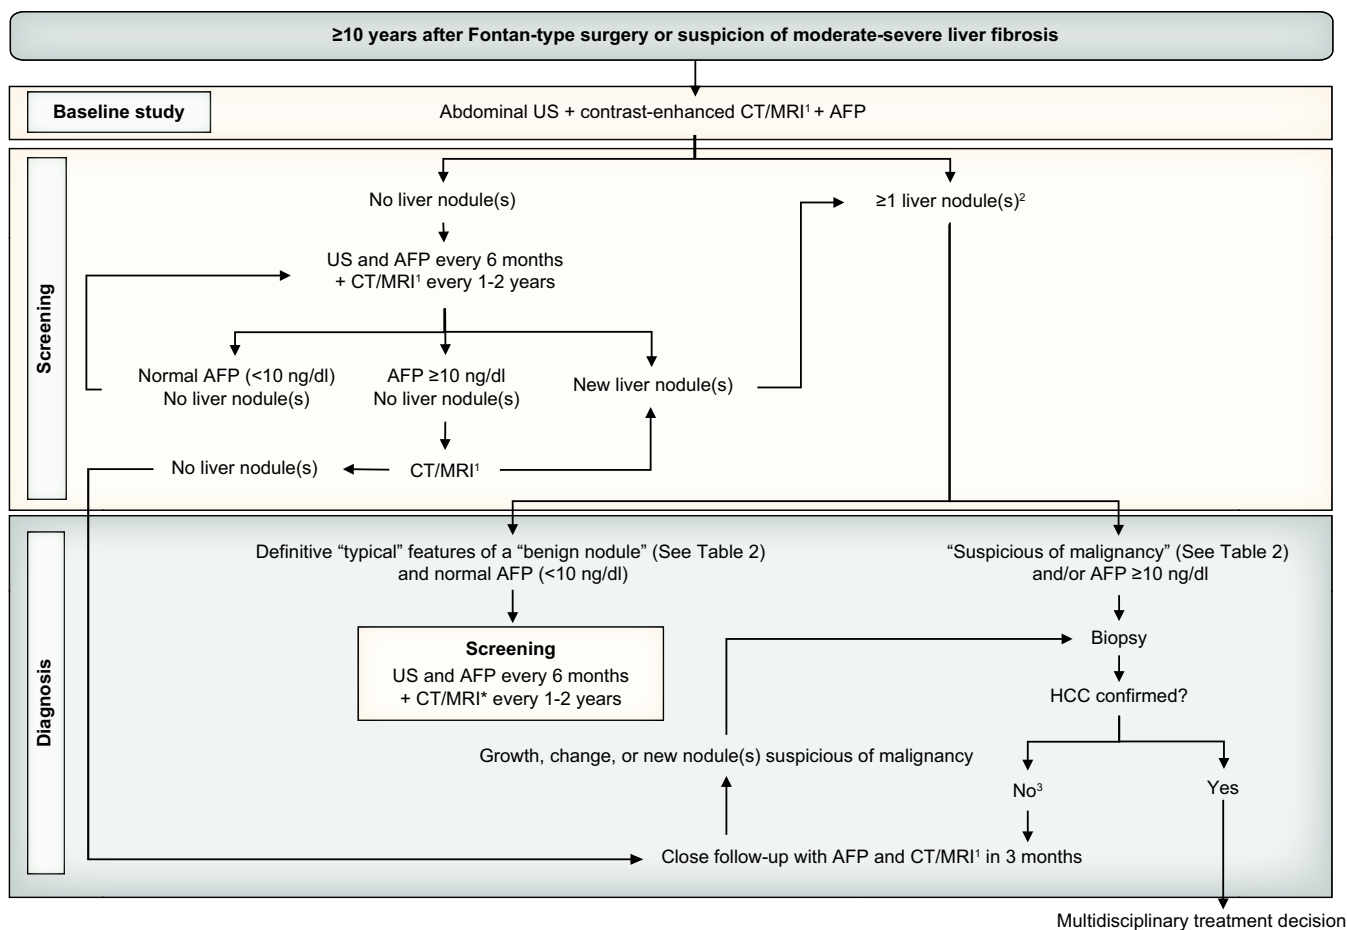 ≥10 years after Fontan-type surgery or suspicion of moderate-severe liver fibrosis
Baseline study
Abdominal US + contrast-enhanced CT/MRI¹ + AFP
Screening
No liver nodule(s)
≥1 liver nodule(s)²
US and AFP every 6 months
+ CT/MRI¹ every 1-2 years
Normal AFP (<10 ng/dl)
No liver nodule(s)
AFP ≥10 ng/dl
No liver nodule(s)
New liver nodule(s)
No liver nodule(s)
CT/MRI¹
Diagnosis
Definitive “typical” features of a “benign nodule” (See Table 2)
and normal AFP (<10 ng/dl)
“Suspicious of malignancy” (See Table 2)
and/or AFP ≥10 ng/dl
Screening
US and AFP every 6 months
+ CT/MRI* every 1-2 years
Biopsy
HCC confirmed?
Growth, change, or new nodule(s) suspicious of malignancy
No³
Yes
Close follow-up with AFP and CT/MRI¹ in 3 months
Multidisciplinary treatment decision